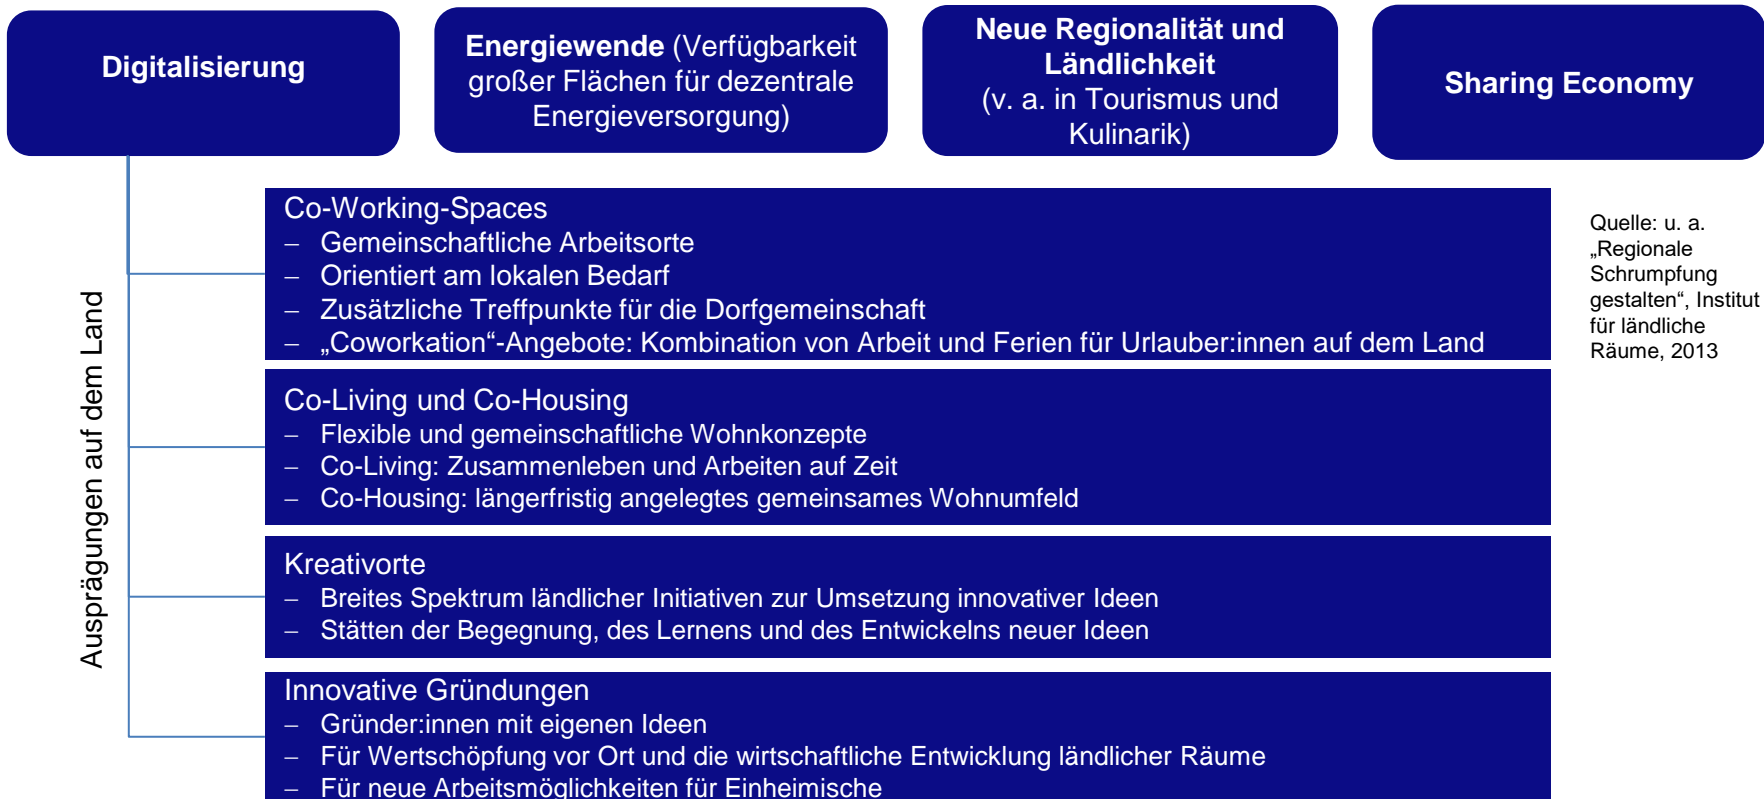 Digitalisierung
Energiewende (Verfügbarkeit
großer Flächen für dezentrale
Energieversorgung)
Neue Regionalität und
Ländlichkeit
(v. a. in Tourismus und
Kulinarik)
Sharing Economy
Ausprägungen auf dem Land
Co-Working-Spaces
– Gemeinschaftliche Arbeitsorte
– Orientiert am lokalen Bedarf
– Zusätzliche Treffpunkte für die Dorfgemeinschaft
– „Coworkation“-Angebote: Kombination von Arbeit und Ferien für Urlauber:innen auf dem Land
Quelle: u. a.
„Regionale
Schrumpfung
gestalten“, Institut
für ländliche
Räume, 2013
Co-Living und Co-Housing
– Flexible und gemeinschaftliche Wohnkonzepte
– Co-Living: Zusammenleben und Arbeiten auf Zeit
– Co-Housing: längerfristig angelegtes gemeinsames Wohnumfeld
Kreativorte
– Breites Spektrum ländlicher Initiativen zur Umsetzung innovativer Ideen
– Stätten der Begegnung, des Lernens und des Entwickelns neuer Ideen
Innovative Gründungen
– Gründer:innen mit eigenen Ideen
– Für Wertschöpfung vor Ort und die wirtschaftliche Entwicklung ländlicher Räume
– Für neue Arbeitsmöglichkeiten für Einheimische